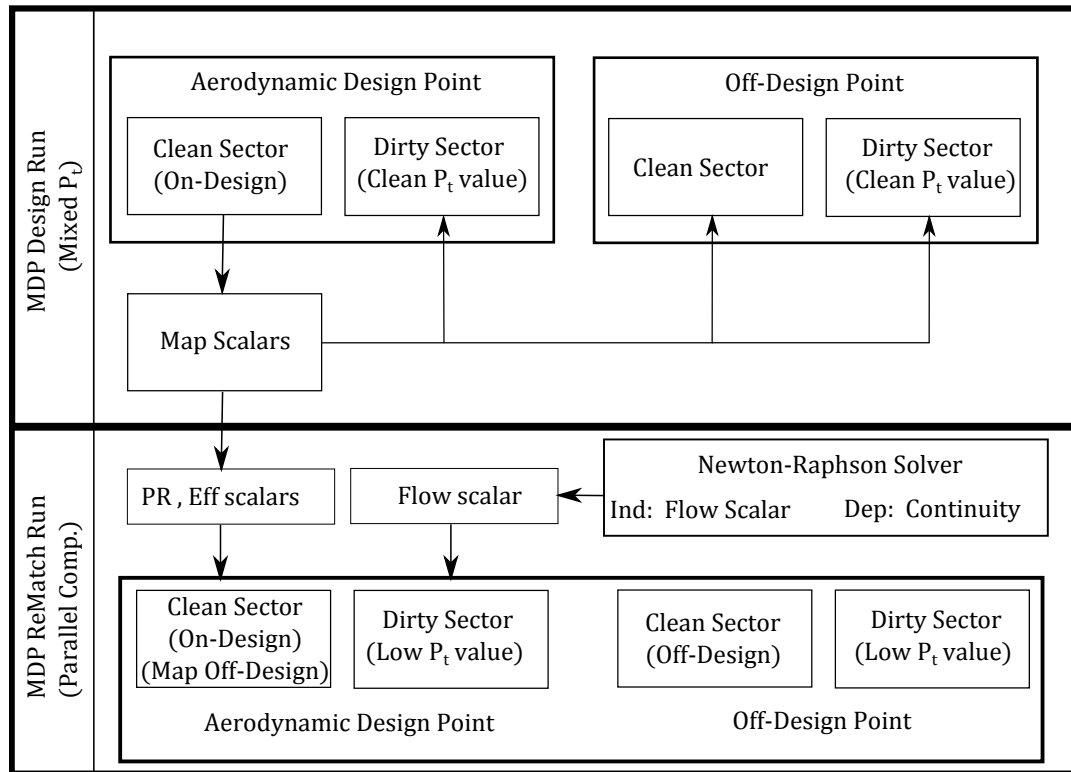 MDP Design Run
(Mixed Pt)
Aerodynamic Design Point
Clean Sector
(On-Design)
Dirty Sector
(Clean Pt value)
Off-Design Point
Clean Sector
Dirty Sector
(Clean Pt value)
Map Scalars
MDP ReMatch Run
(Parallel Comp.)
PR , Eff scalars
Flow scalar
Newton-Raphson Solver
Ind: Flow Scalar
Dep: Continuity
Clean Sector
(On-Design)
(Map Off-Design)
Dirty Sector
(Low Pt value)
Clean Sector
(Off-Design)
Dirty Sector
(Low Pt value)
Aerodynamic Design Point
Off-Design Point